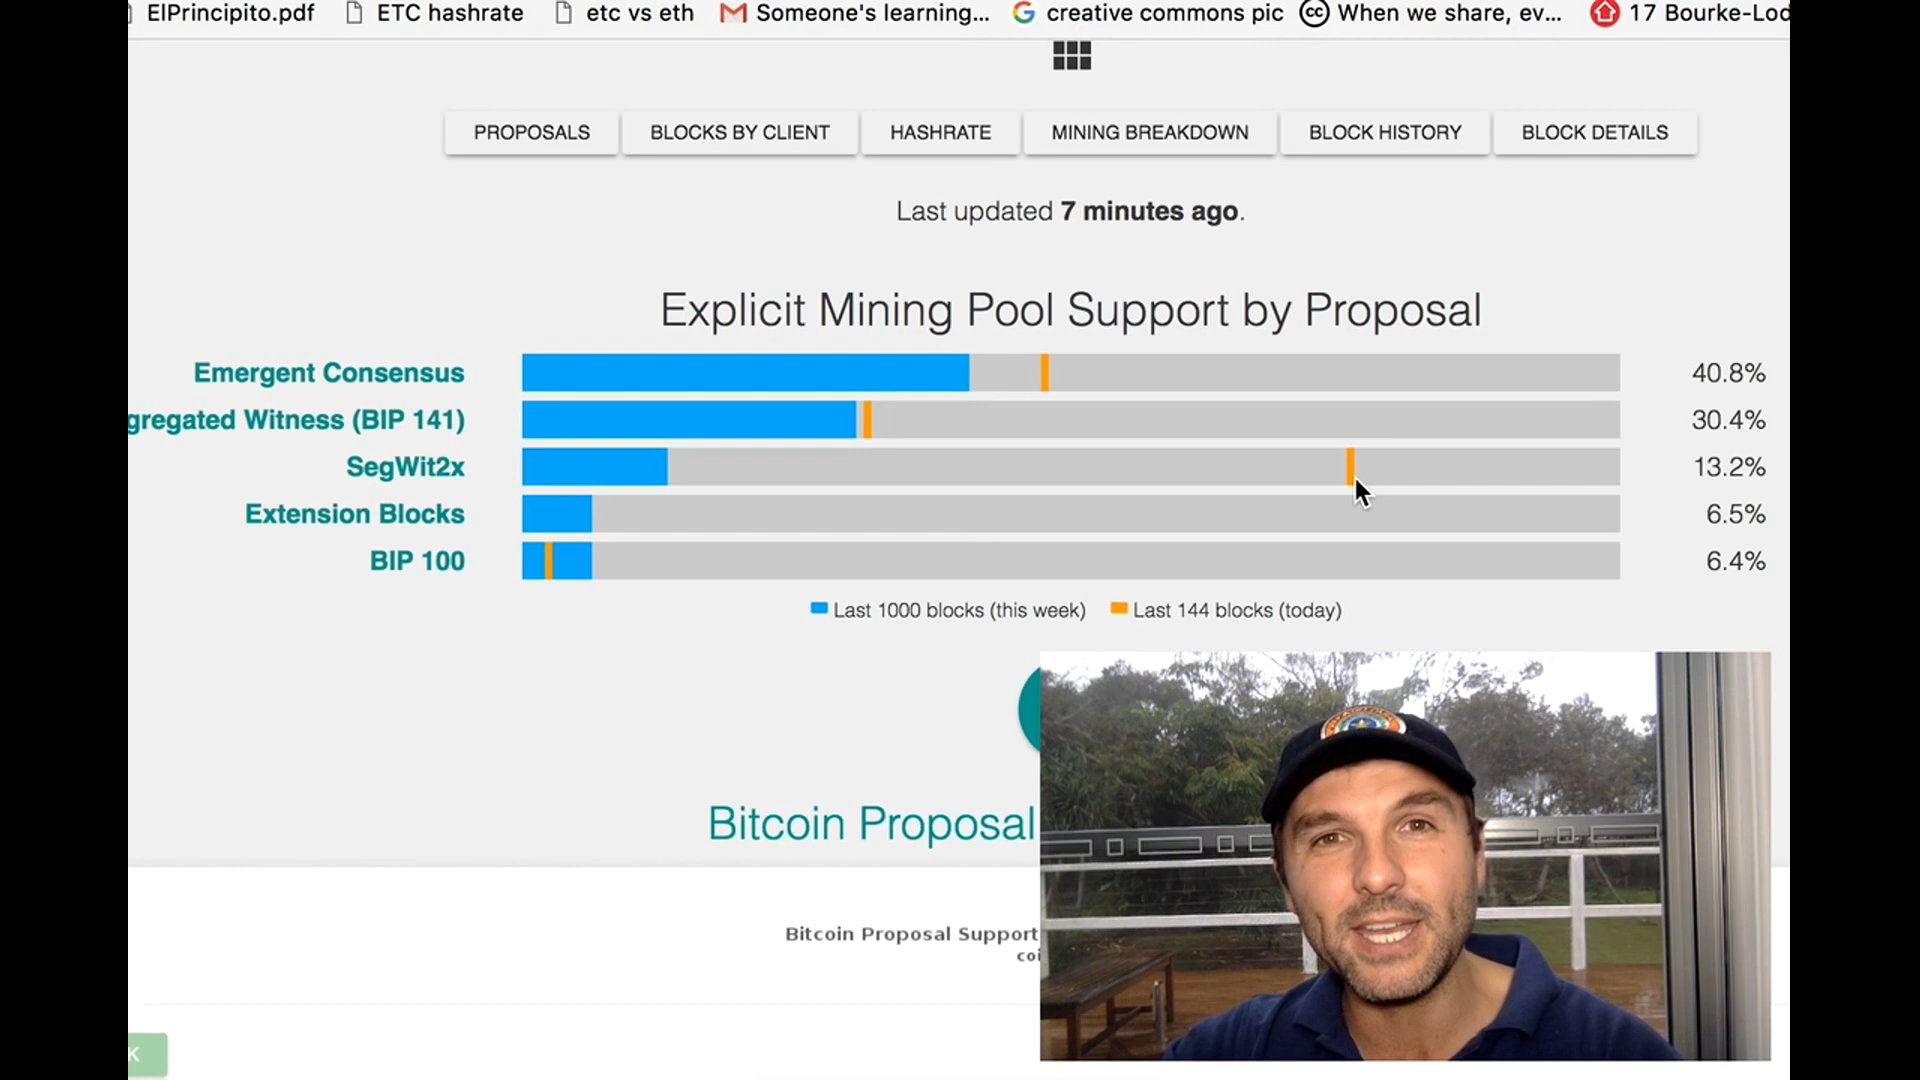 ElPrincipito.pdf ETC hashrate etc vs eth Someone's learning... creative commons pic cc When we share, ev... 17 Bourke-Lod
PROPOSALS BLOCKS BY CLIENT HASHRATE MINING BREAKDOWN BLOCK HISTORY BLOCK DETAILS
Last updated 7 minutes ago.
Explicit Mining Pool Support by Proposal
Emergent Consensus 40.8%
gregated Witness (BIP 141) 30.4%
SegWit2x 13.2%
Extension Blocks 6.5%
BIP 100 6.4%
Last 1000 blocks (this week) Last 144 blocks (today)
Bitcoin Proposal
Bitcoin Proposal Support
coi
K